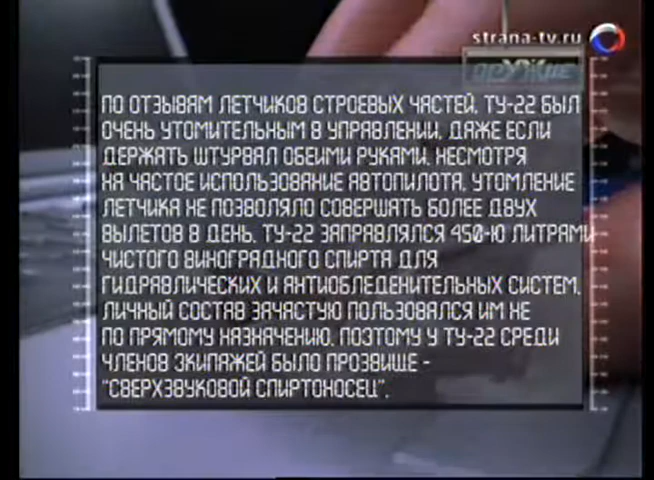 strana-tv.ru
оружие
ПО ОТЗЫВАМ ЛЕТЧИКОВ СТРОЕВЫХ ЧАСТЕЙ, ТУ-22 БЫЛ
ОЧЕНЬ УТОМИТЕЛЬНЫМ В УПРАВЛЕНИИ, ДАЖЕ ЕСЛИ
ДЕРЖАТЬ ШТУРВАЛ ОБЕИМИ РУКАМИ. НЕСМОТРЯ
НА ЧАСТОЕ ИСПОЛЬЗОВАНИЕ АВТОПИЛОТА, УТОМЛЕНИЕ
ЛЕТЧИКА НЕ ПОЗВОЛЯЛО СОВЕРШАТЬ БОЛЕЕ ДВУХ
ВЫЛЕТОВ В ДЕНЬ. ТУ-22 ЗАПРАВЛЯЛСЯ 450-Ю ЛИТРАМИ
ЧИСТОГО ВИНОГРАДНОГО СПИРТА ДЛЯ
ГИДРАВЛИЧЕСКИХ И АНТИОБЛЕДЕНИТЕЛЬНЫХ СИСТЕМ.
ЛИЧНЫЙ СОСТАВ ЗАЧАСТУЮ ПОЛЬЗОВАЛСЯ ИМ НЕ
ПО ПРЯМОМУ НАЗНАЧЕНИЮ. ПОЭТОМУ У ТУ-22 СРЕДИ
ЧЛЕНОВ ЭКИПАЖЕЙ БЫЛО ПРОЗВИЩЕ -
"СВЕРХЗВУКОВОЙ СПИРТОНОСЕЦ".